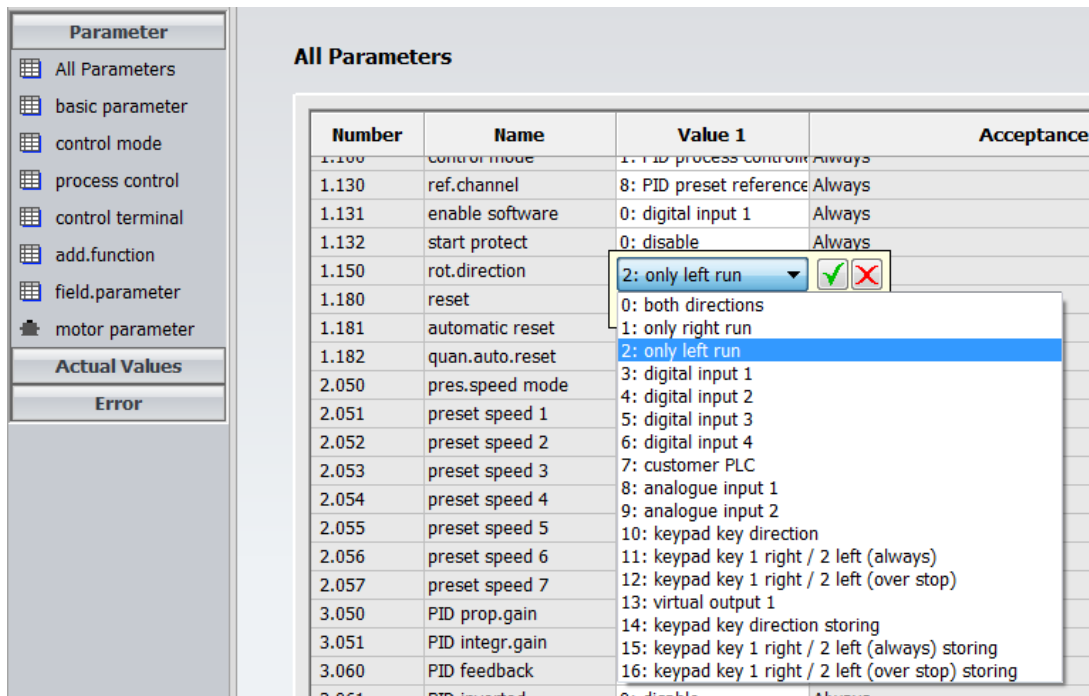 Parameter
All Parameters
basic parameter
control mode
process control
control terminal
add.function
field.parameter
motor parameter
Actual Values
Error
All Parameters
Number Name Value 1 Acceptance
1.130 ref.channel 8: PID preset reference Always
1.131 enable software 0: digital input 1 Always
1.132 start protect 0: disable Always
1.150 rot.direction 2: only left run
1.180 reset
1.181 automatic reset
1.182 quan.auto.reset
2.050 pres.speed mode
2.051 preset speed 1
2.052 preset speed 2
2.053 preset speed 3
2.054 preset speed 4
2.055 preset speed 5
2.056 preset speed 6
2.057 preset speed 7
3.050 PID prop.gain
3.051 PID integr.gain
3.060 PID feedback
0: both directions
1: only right run
2: only left run
3: digital input 1
4: digital input 2
5: digital input 3
6: digital input 4
7: customer PLC
8: analogue input 1
9: analogue input 2
10: keypad key direction
11: keypad key 1 right / 2 left (always)
12: keypad key 1 right / 2 left (over stop)
13: virtual output 1
14: keypad key direction storing
15: keypad key 1 right / 2 left (always) storing
16: keypad key 1 right / 2 left (over stop) storing